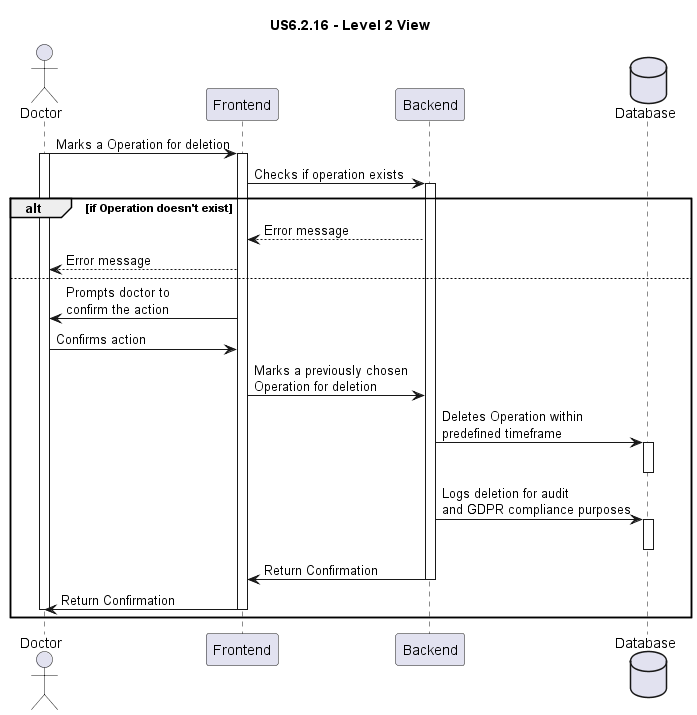 US6.2.16 - Level 2 View
Doctor
Frontend
Backend
Database
Marks a Operation for deletion
Checks if operation exists
alt
[if Operation doesn't exist]
Error message
Error message
Prompts doctor to
confirm the action
Confirms action
Marks a previously chosen
Operation for deletion
Deletes Operation within
predefined timeframe
Logs deletion for audit
and GDPR compliance purposes
Return Confirmation
Return Confirmation
Doctor
Frontend
Backend
Database